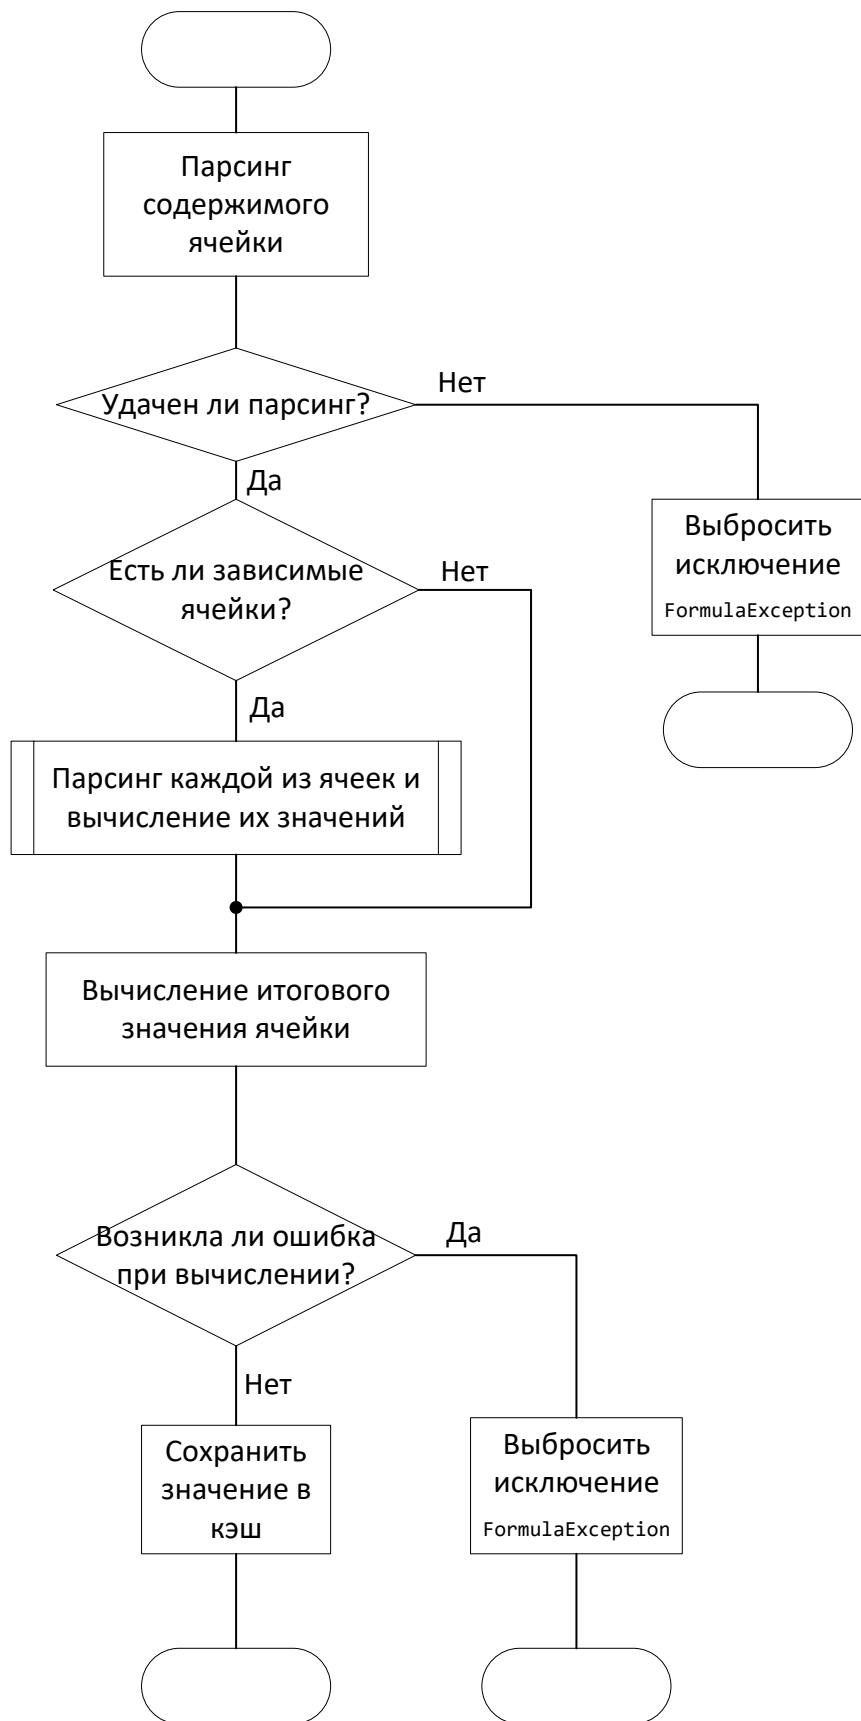 Парсинг
содержимого
ячейки
Удачен ли парсинг?
Нет
Да
Есть ли зависимые
ячейки?
Нет
Выбросить
исключение
FormulaException
Да
Парсинг каждой из ячеек и
вычисление их значений
Вычисление итогового
значения ячейки
Возникла ли ошибка
при вычислении?
Да
Нет
Сохранить
значение в
кэш
Выбросить
исключение
FormulaException